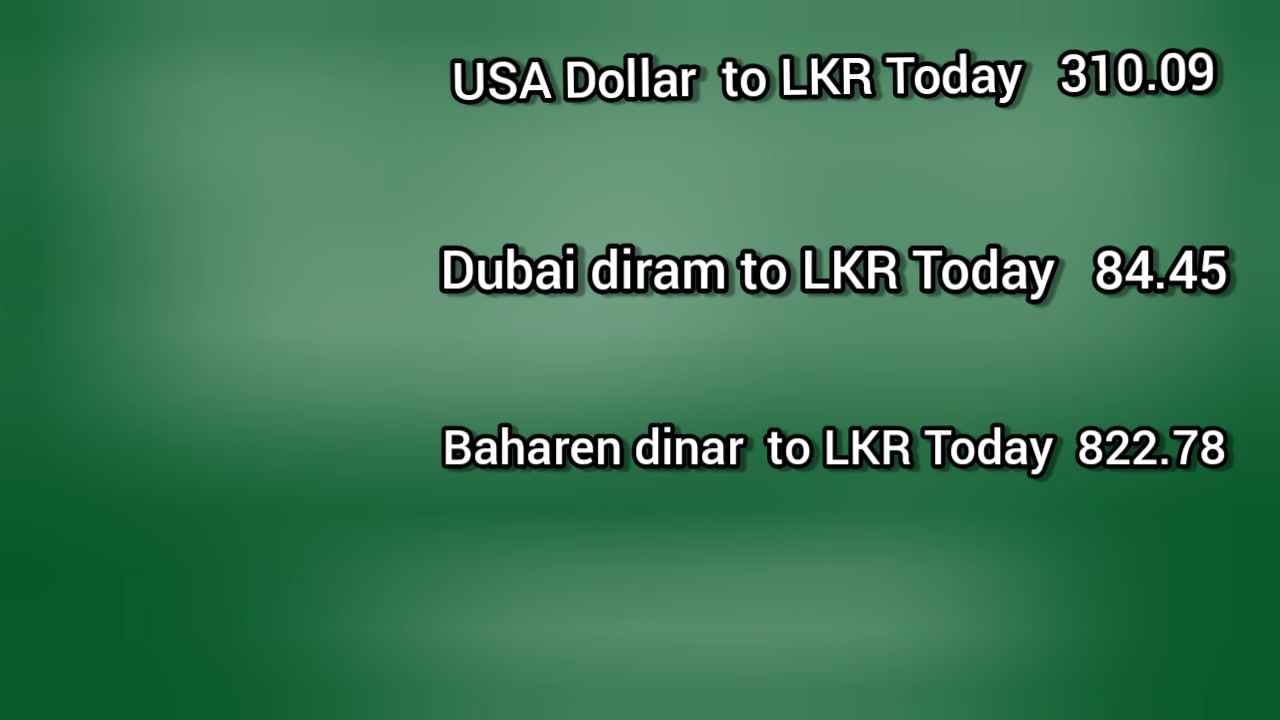 USA Dollar to LKR Today 310.09
Dubai diram to LKR Today 84.45
Baharen dinar to LKR Today 822.78